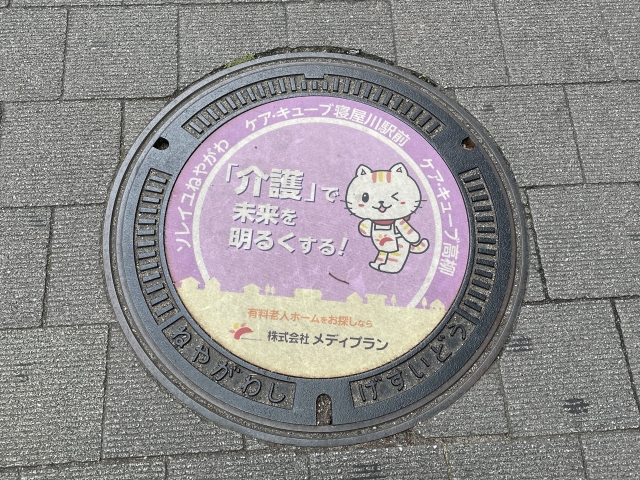 ソレイユねやがわ
ケア・キューブ寝屋川駅前
ケア・キューブ高柳
「介護」で
未来を
明るくする!
有料老人ホームをお探しなら
株式会社 メディプラン
ねやがわし
げすいどう